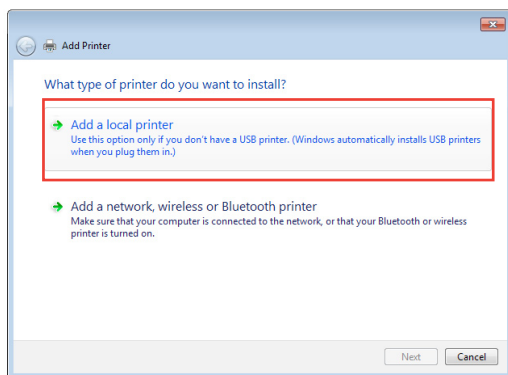 Add Printer
What type of printer do you want to install?
Add a local printer
Use this option only if you don't have a USB printer. (Windows automatically installs USB printers
when you plug them in.)
Add a network, wireless or Bluetooth printer
Make sure that your computer is connected to the network, or that your Bluetooth or wireless
printer is turned on.
Next Cancel